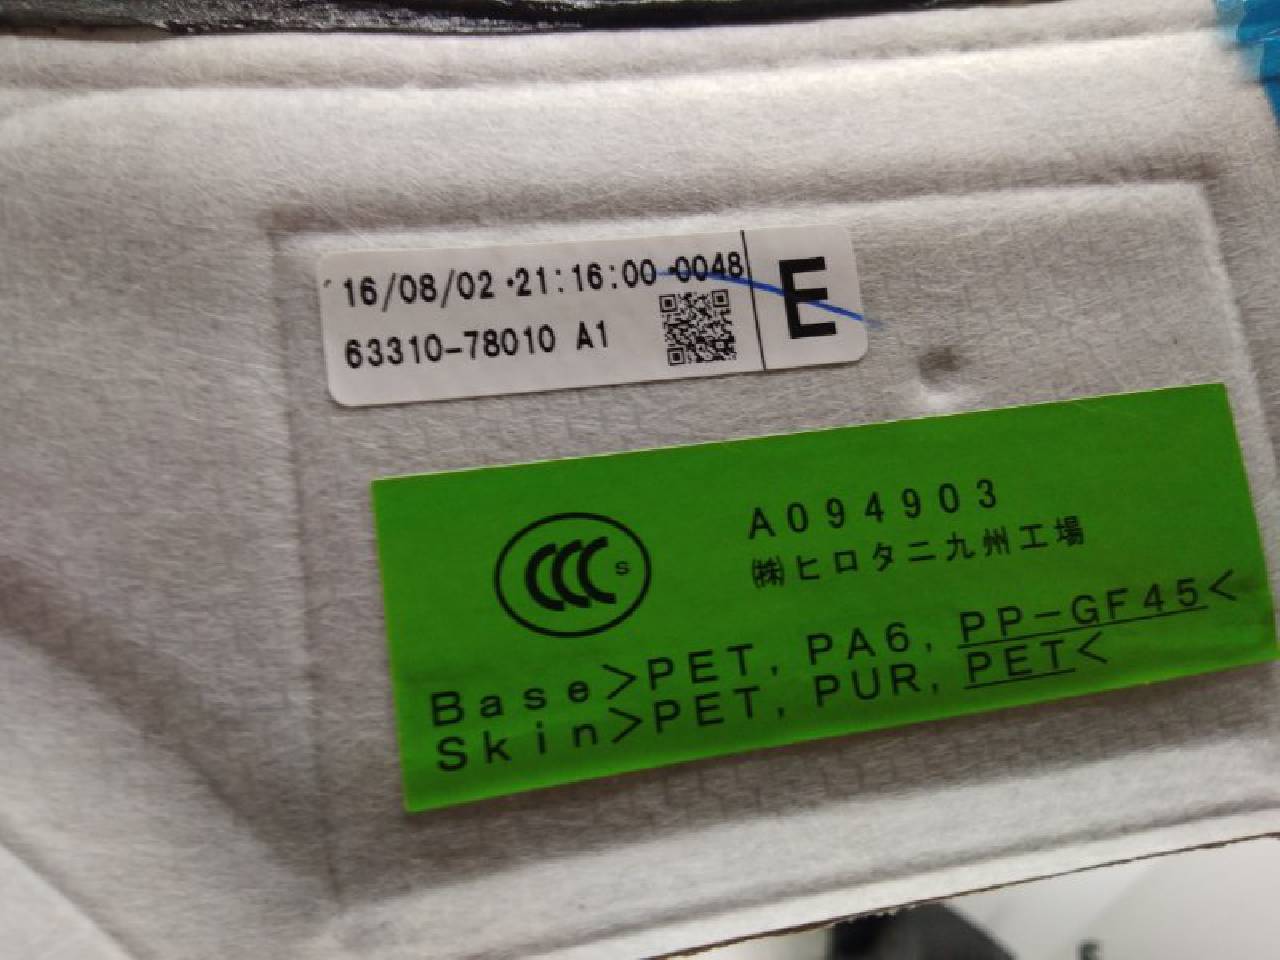 '16/08/02 ·21:16:00 ·0048
63310-78010 A1
E
CCC S
A094903
㈱ヒロタニ九州工場
Base>PET, PA6, PP-GF45<
Skin>PET, PUR, PET<